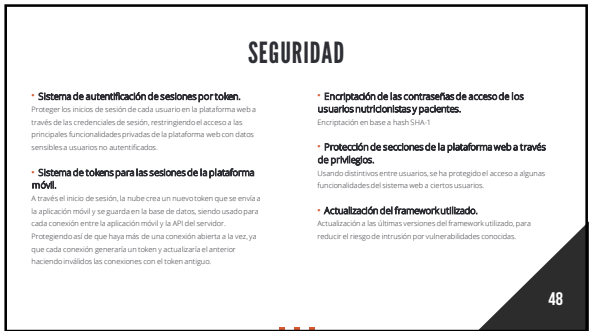 SEGURIDAD
• Sistema de autentificación de sesiones por token.
Proteger los inicios de sesión de cada usuario en la plataforma web a
través de las credenciales de sesión, restringiendo el acceso a las
principales funcionalidades privadas de la plataforma web con datos
sensibles a usuarios no autentificados.
• Sistema de tokens para las sesiones de la plataforma
móvil.
A través el inicio de sesión, la nube crea un nuevo token que se envía a
la aplicación móvil y se guarda en la base de datos, siendo usado para
cada conexión entre la aplicación móvil y la API del servidor.
Protegiendo así de que haya más de una conexión abierta a la vez, ya
que cada conexión generaría un token y actualizaría el anterior
haciendo inválidos las conexiones con el token antiguo.
• Encriptación de las contraseñas de acceso de los
usuarios nutricionistas y pacientes.
Encriptación en base a hash SHA-1
• Protección de secciones de la plataforma web a través
de privilegios.
Usando distintivos entre usuarios, se ha protegido el acceso a algunas
funcionalidades del sistema web a ciertos usuarios.
• Actualización del framework utilizado.
Actualización a las últimas versiones del framework utilizado, para
reducir el riesgo de intrusión por vulnerabilidades conocidas.
48